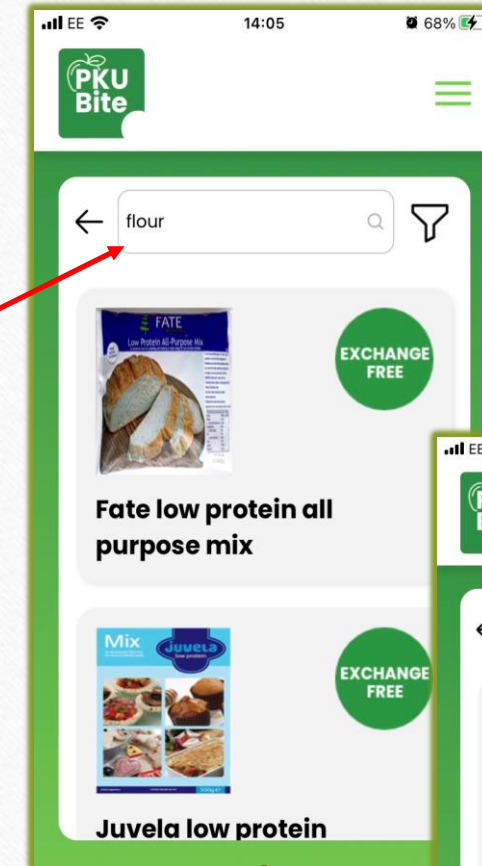 EE 14:05 68%
PKU
Bite
flour
FATE
Low Protein All-Purpose Mix
EXCHANGE
FREE
Fate low protein all
purpose mix
Mix
juvela
low protein
500g e
EXCHANGE
FREE
Juvela low protein